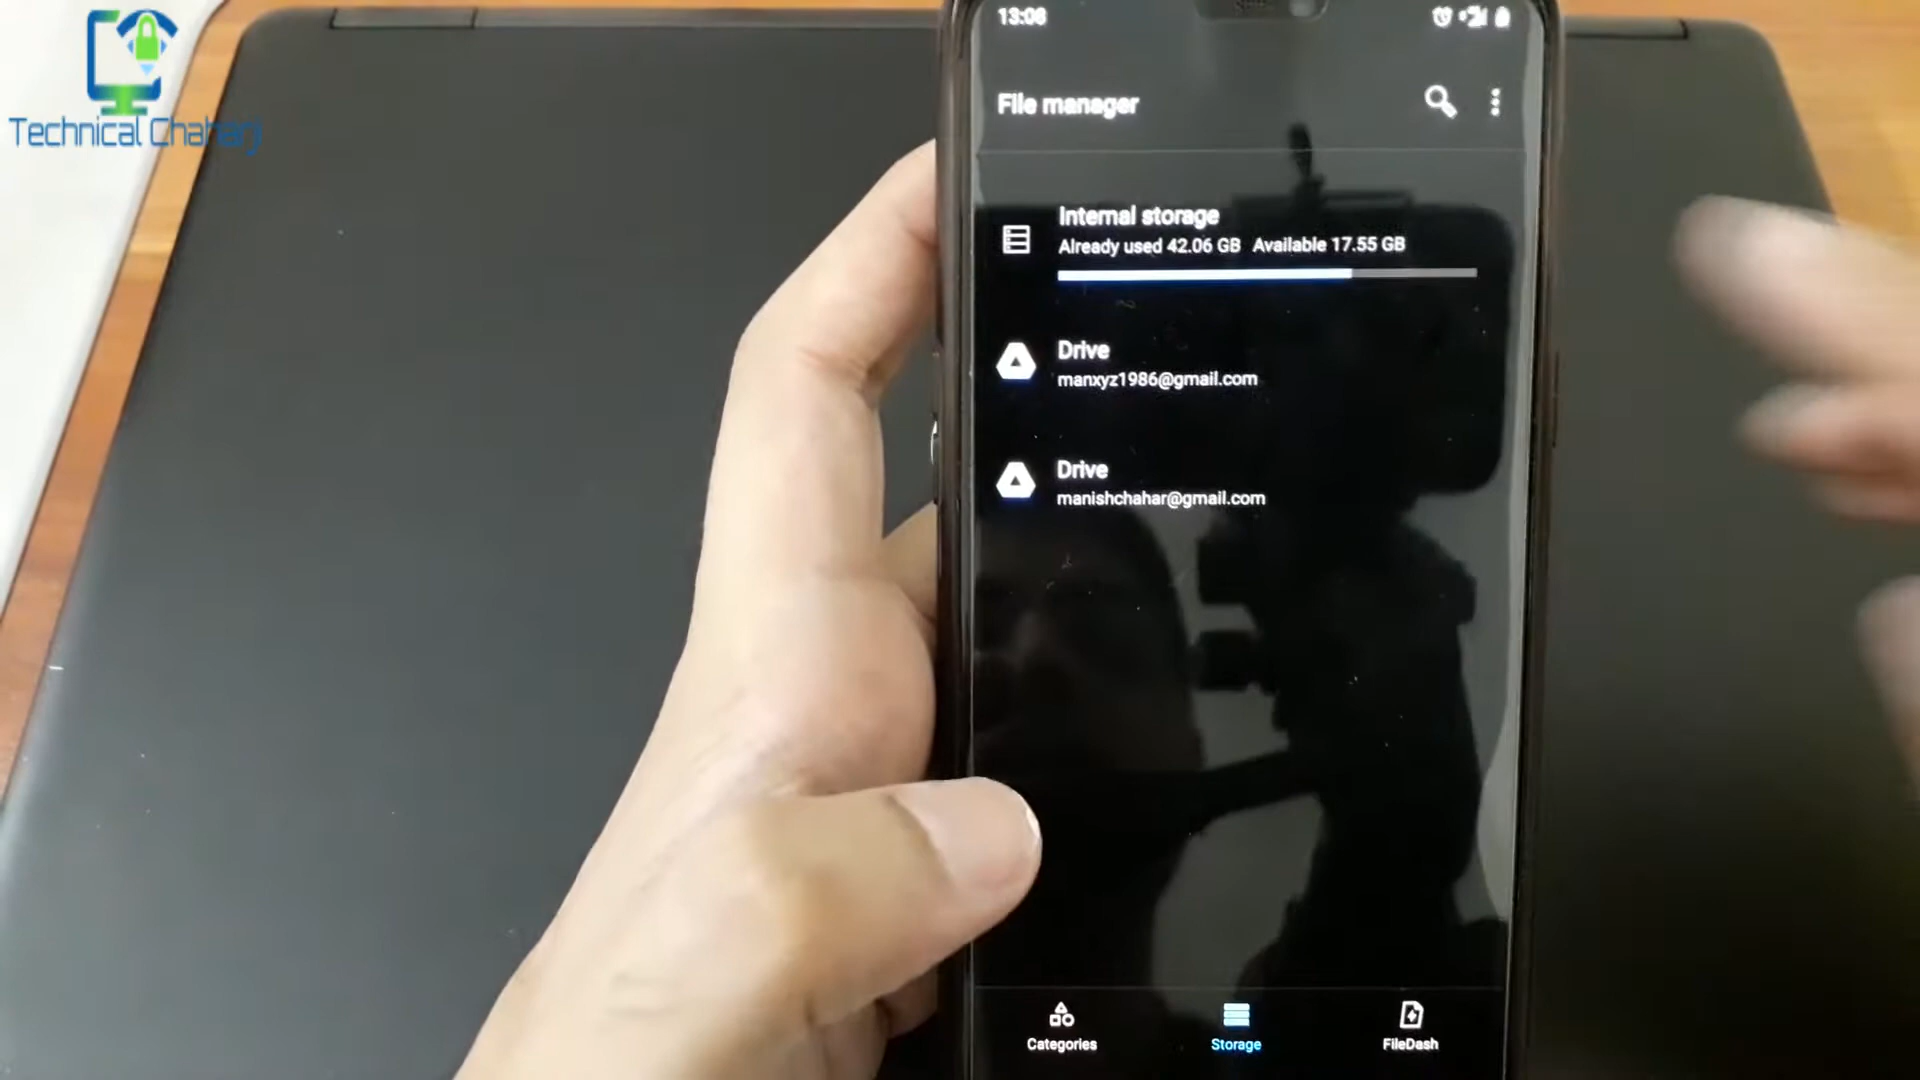 Technical Chaharji
13:08
File manager
Internal storage
Already used 42.06 GB Available 17.55 GB
Drive
manxyz1986@gmail.com
Drive
manishchahar@gmail.com
Categories
Storage
FileDash